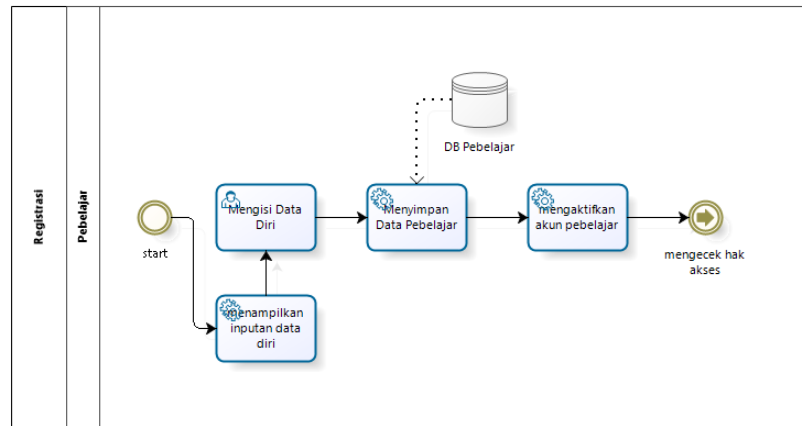 Registrasi
Pebelajar
start
menampilkan
inputan data
diri
Mengisi Data
Diri
Menyimpan
Data Pebelajar
DB Pebelajar
mengaktifkan
akun pebelajar
mengecek hak
akses